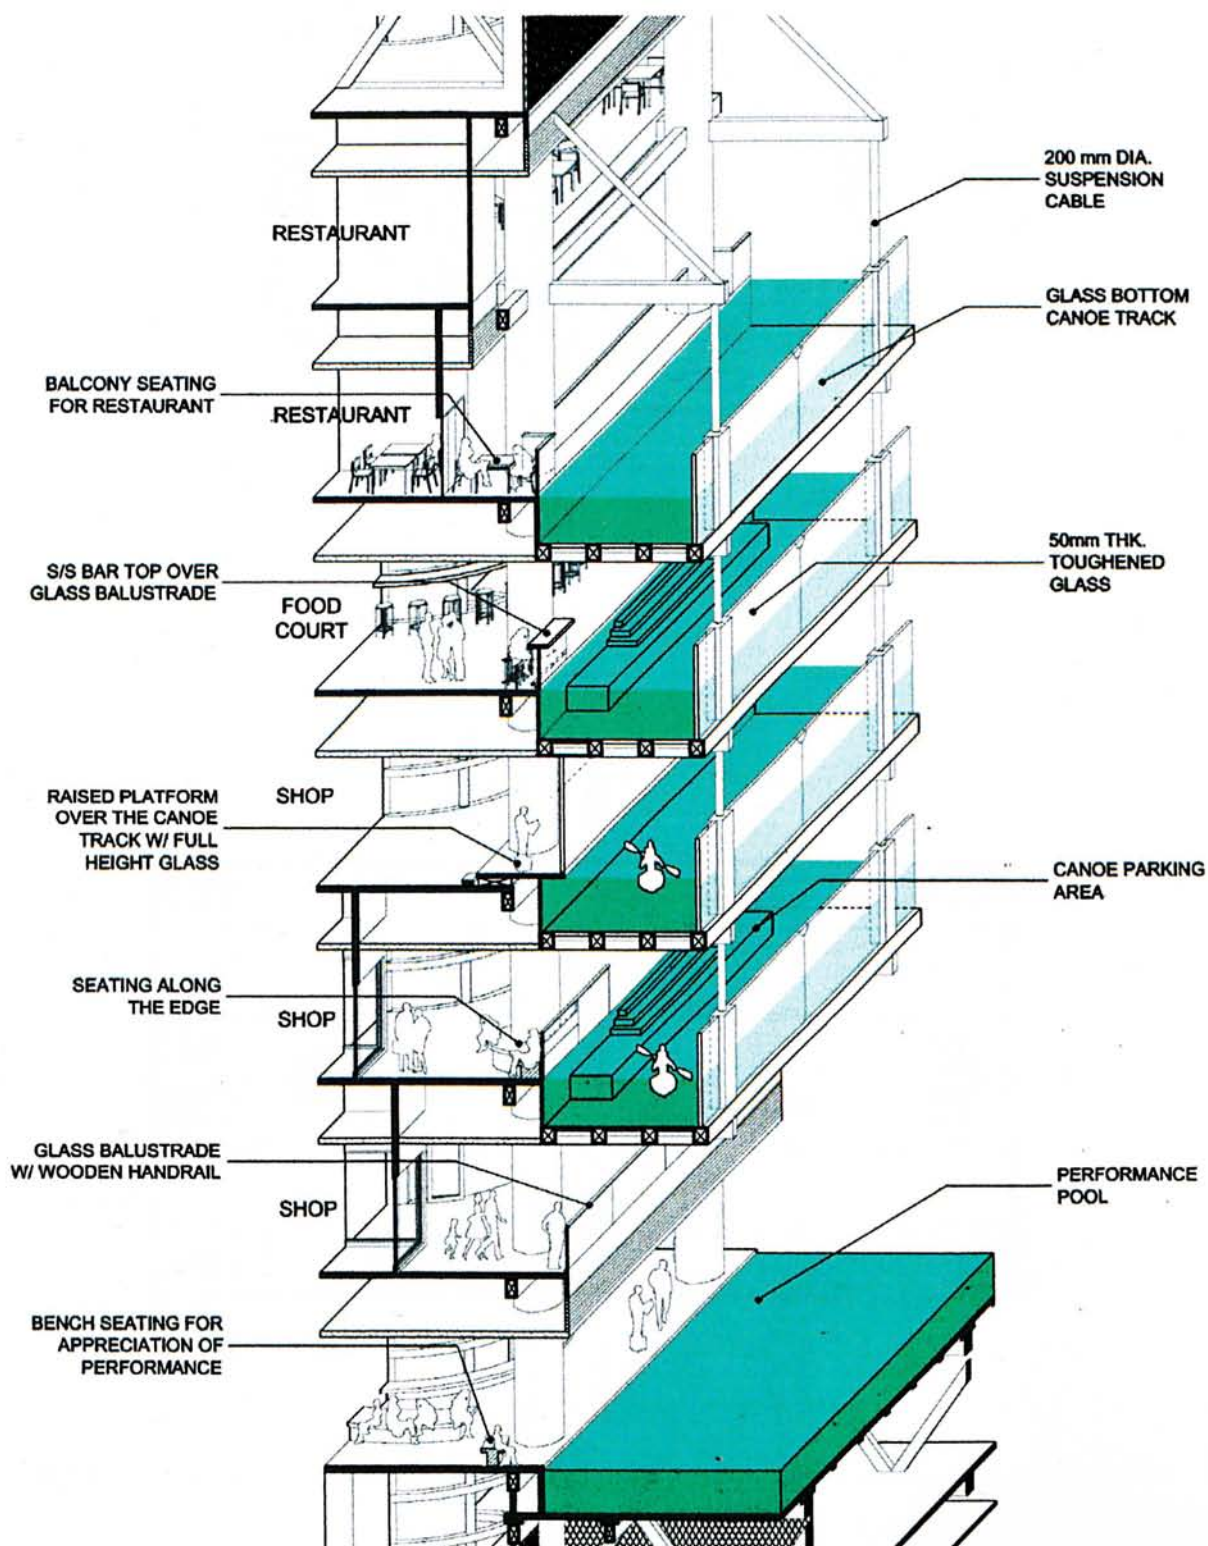 200 mm DIA.
SUSPENSION
CABLE
RESTAURANT
GLASS BOTTOM
CANOE TRACK
BALCONY SEATING
FOR RESTAURANT
RESTAURANT
50mm THK.
TOUGHENED
GLASS
S/S BAR TOP OVER
GLASS BALUSTRADE
FOOD
COURT
RAISED PLATFORM
OVER THE CANOE
TRACK W/ FULL
HEIGHT GLASS
SHOP
CANOE PARKING
AREA
SEATING ALONG
THE EDGE
SHOP
GLASS BALUSTRADE
W/ WOODEN HANDRAIL
PERFORMANCE
POOL
SHOP
BENCH SEATING FOR
APPRECIATION OF
PERFORMANCE